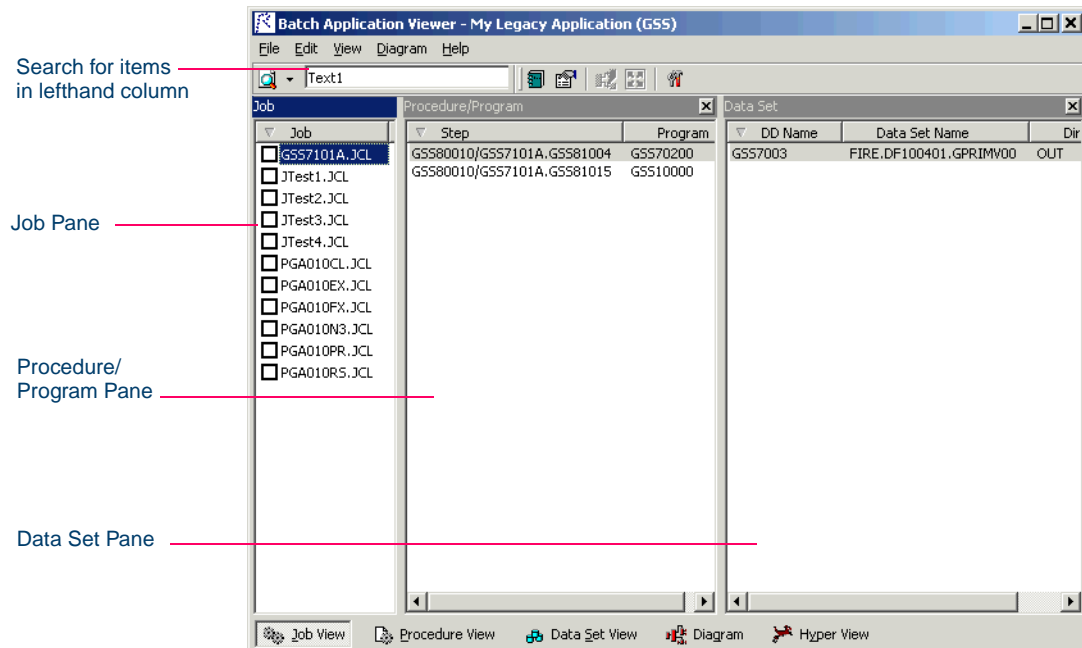 Batch Application Viewer - My Legacy Application (GSS)
File Edit View Diagram Help
Search for items
in lefthand column
Text1
Job Procedure/Program Data Set
Job Step Program DD Name Data Set Name Dir
GSS7101A.JCL GSS80010/GSS7101A.GSS81004 GSS70200 GSS7003 FIRE.DF100401.GPRIMV00 OUT
JTest1.JCL GSS80010/GSS7101A.GSS81015 GSS10000
JTest2.JCL
Job Pane
JTest3.JCL
JTest4.JCL
PGA010CL.JCL
PGA010EX.JCL
PGA010FX.JCL
PGA010N3.JCL
PGA010PR.JCL
PGA010RS.JCL
Procedure/
Program Pane
Data Set Pane
Job View Procedure View Data Set View Diagram Hyper View